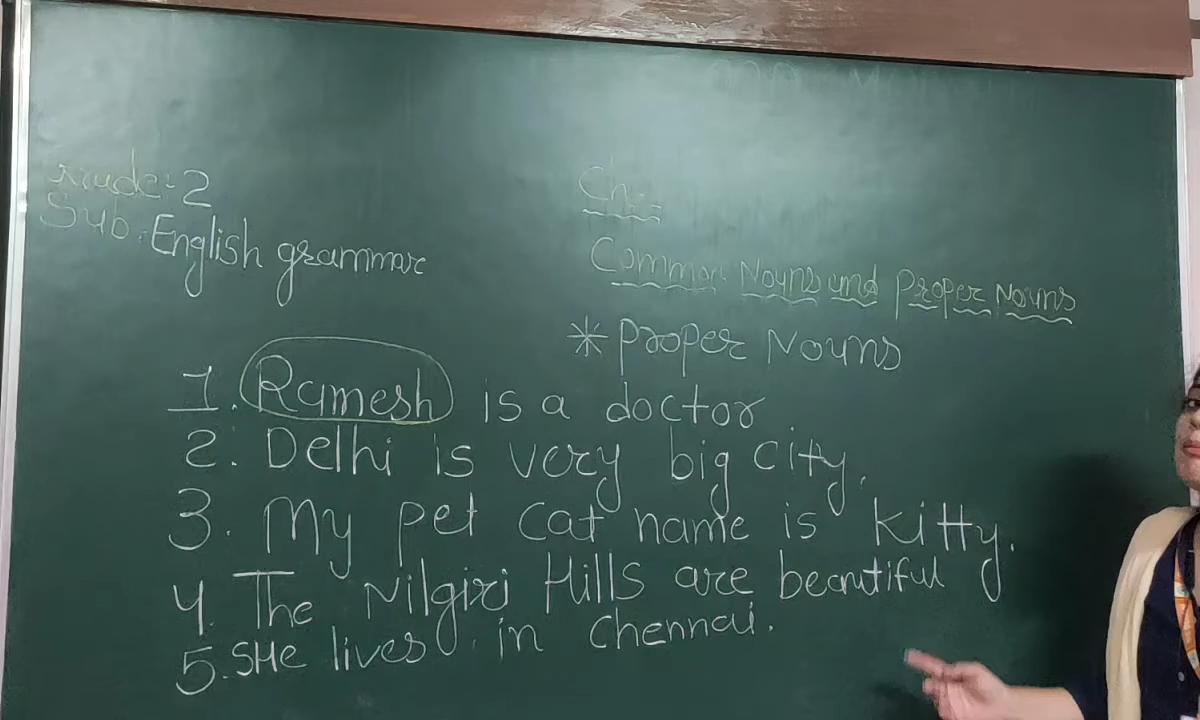 Grade:- 2
Sub: English grammar
Ch:-
Common Nouns and Proper Nouns
* Proper Nouns
1. Ramesh is a doctor
2. Delhi is very big city.
3. My pet cat name is Kitty.
4. The Nilgiri Hills are beautiful
5. SHe lives in Chennai.